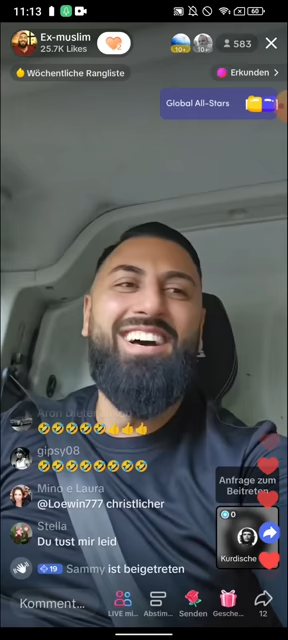 11:13
60
Ex-muslim
25.7K Likes
10+
10+
583
Wöchentliche Rangliste
Erkunden
Global All-Stars
🤣🤣🤣🤣🤣👍👍👍
gipsy08
🤣🤣🤣🤣🤣🤣🤣🤣
Mino e Laura
@Loewin777 christlicher
Stella
Du tust mir leid
19 Sammy ist beigetreten
Anfrage zum
Beitreten
0
Kurdische
Komment...
LIVE mi...
Abstim...
Senden
Gesche...
12